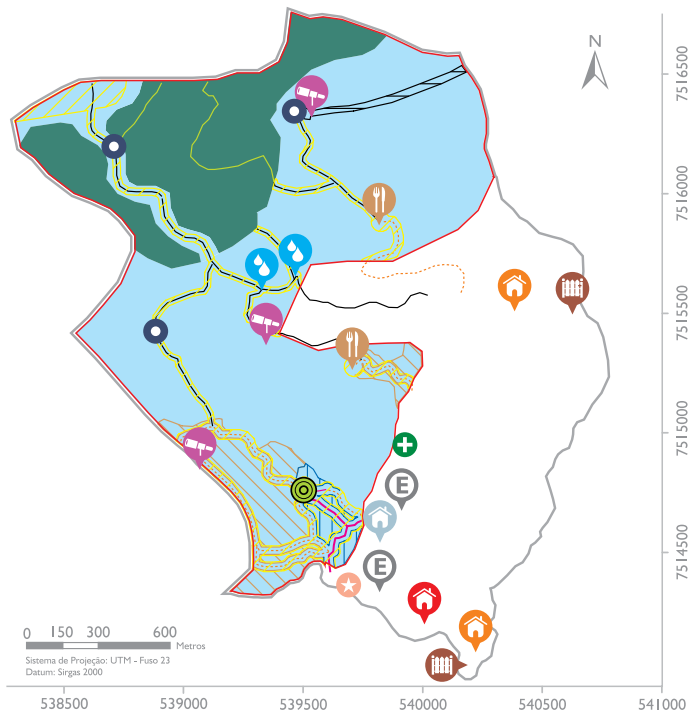 N
7516500
7516000
7515500
7515000
7514500
E
E
0 150 300 600
Metros
Sistema de Projeção: UTM - Fuso 23
Datum: Sirgas 2000
538500 539000 539500 540000 540500 541000